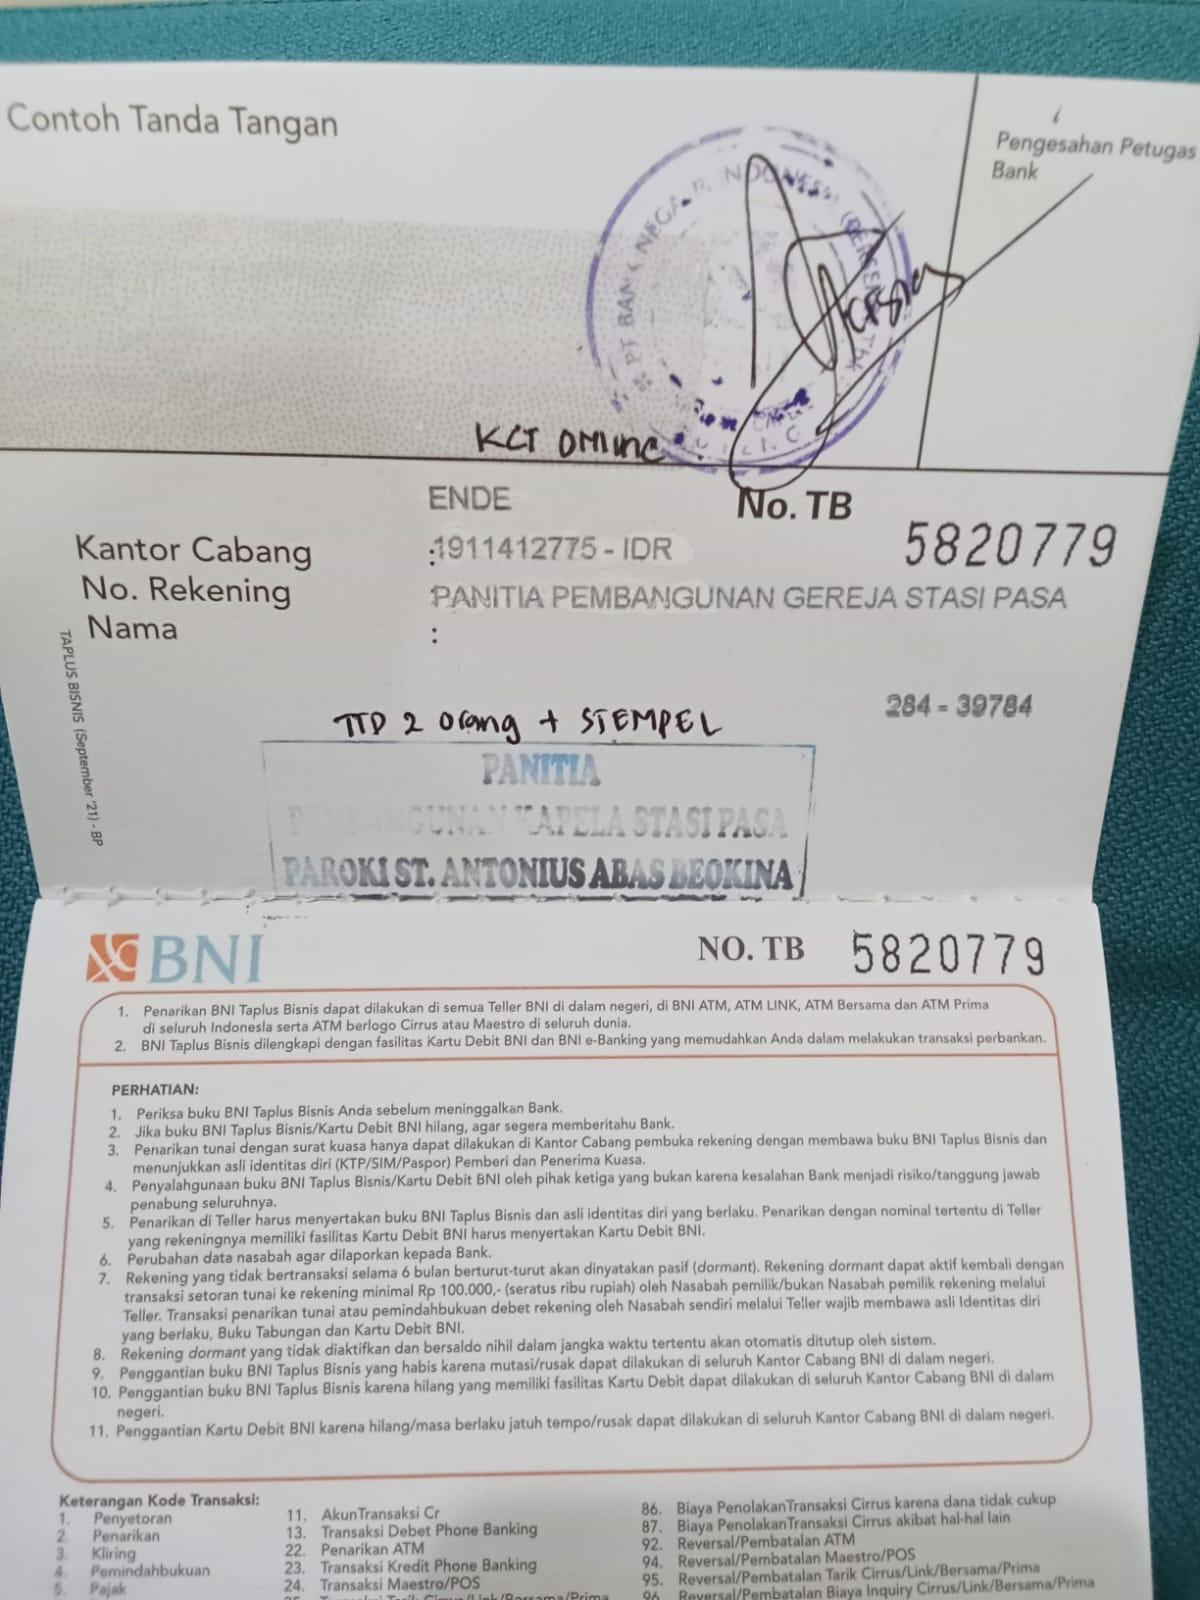 Contoh Tanda Tangan
Pengesahan Petugas
Bank
PT BANK NEGARA INDONESIA (PERSERO) Tbk
KCT ONLINE
ENDE
No. TB
5820779
Kantor Cabang
:1911412775 - IDR
No. Rekening
PANITIA PEMBANGUNAN GEREJA STASI PASA
Nama
:
284 - 39784
TTD 2 Orang + STEMPEL
PANITIA
PEMBANGUNAN KAPELA STASI PASA
PAROKI ST. ANTONIUS ABAS BEOKINA
TAPLUS BISNIS (September '21) - BP
BNI
NO. TB 5820779
1. Penarikan BNI Taplus Bisnis dapat dilakukan di semua Teller BNI di dalam negeri, di BNI ATM, ATM LINK, ATM Bersama dan ATM Prima
di seluruh Indonesia serta ATM berlogo Cirrus atau Maestro di seluruh dunia.
2. BNI Taplus Bisnis dilengkapi dengan fasilitas Kartu Debit BNI dan BNI e-Banking yang memudahkan Anda dalam melakukan transaksi perbankan.
PERHATIAN:
1. Periksa buku BNI Taplus Bisnis Anda sebelum meninggalkan Bank.
2. Jika buku BNI Taplus Bisnis/Kartu Debit BNI hilang, agar segera memberitahu Bank.
3. Penarikan tunai dengan surat kuasa hanya dapat dilakukan di Kantor Cabang pembuka rekening dengan membawa buku BNI Taplus Bisnis dan
menunjukkan asli identitas diri (KTP/SIM/Paspor) Pemberi dan Penerima Kuasa.
4. Penyalahgunaan buku BNI Taplus Bisnis/Kartu Debit BNI oleh pihak ketiga yang bukan karena kesalahan Bank menjadi risiko/tanggung jawab
penabung seluruhnya.
5. Penarikan di Teller harus menyertakan buku BNI Taplus Bisnis dan asli identitas diri yang berlaku. Penarikan dengan nominal tertentu di Teller
yang rekeningnya memiliki fasilitas Kartu Debit BNI harus menyertakan Kartu Debit BNI.
6. Perubahan data nasabah agar dilaporkan kepada Bank.
7. Rekening yang tidak bertransaksi selama 6 bulan berturut-turut akan dinyatakan pasif (dormant). Rekening dormant dapat aktif kembali dengan
transaksi setoran tunai ke rekening minimal Rp 100.000,- (seratus ribu rupiah) oleh Nasabah pemilik/bukan Nasabah pemilik rekening melalui
Teller. Transaksi penarikan tunai atau pemindahbukuan debet rekening oleh Nasabah sendiri melalui Teller wajib membawa asli Identitas diri
yang berlaku, Buku Tabungan dan Kartu Debit BNI.
8. Rekening dormant yang tidak diaktifkan dan bersaldo nihil dalam jangka waktu tertentu akan otomatis ditutup oleh sistem.
9. Penggantian buku BNI Taplus Bisnis yang habis karena mutasi/rusak dapat dilakukan di seluruh Kantor Cabang BNI di dalam negeri.
10. Penggantian buku BNI Taplus Bisnis karena hilang yang memiliki fasilitas Kartu Debit dapat dilakukan di seluruh Kantor Cabang BNI di dalam
negeri.
11. Penggantian Kartu Debit BNI karena hilang/masa berlaku jatuh tempo/rusak dapat dilakukan di seluruh Kantor Cabang BNI di dalam negeri.
Keterangan Kode Transaksi:
1. Penyetoran
2. Penarikan
3. Kliring
4. Pemindahbukuan
5. Pajak
11. AkunTransaksi Cr
13. Transaksi Debet Phone Banking
22. Penarikan ATM
23. Transaksi Kredit Phone Banking
24. Transaksi Maestro/POS
86. Biaya PenolakanTransaksi Cirrus karena dana tidak cukup
87. Biaya PenolakanTransaksi Cirrus akibat hal-hal lain
92. Reversal/Pembatalan ATM
94. Reversal/Pembatalan Maestro/POS
95. Reversal/Pembatalan Tarik Cirrus/Link/Bersama/Prima
96. Reversal/Pembatalan Biaya Inquiry Cirrus/Link/Bersama/Prima